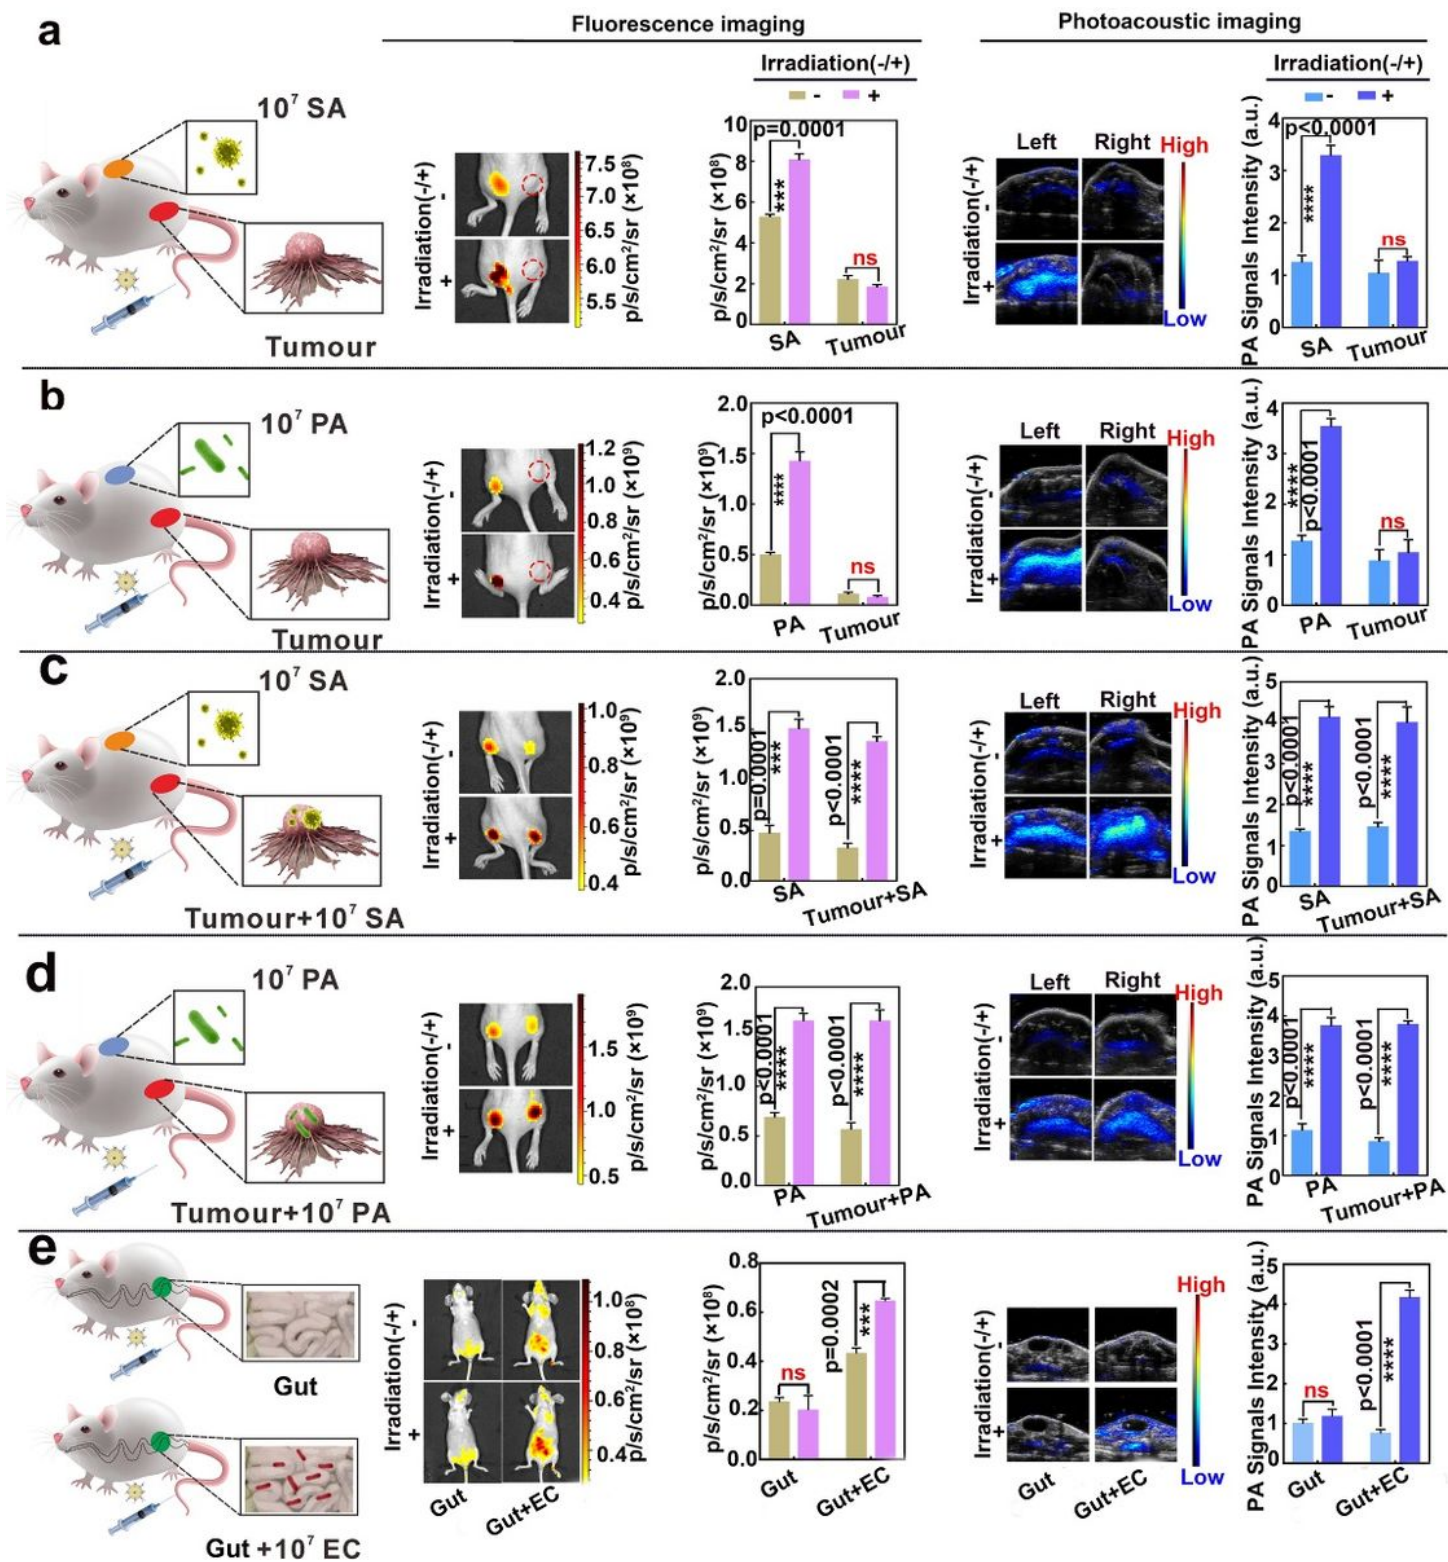 Fluorescence imaging
Photoacoustic imaging
a
10⁷ SA
Tumour
Irradiation(-/+)
-
+
7.5
7.0
6.5
6.0
5.5
p/s/cm²/sr (×10⁸)
Irradiation(-/+)
- +
p=0.0001
***
ns
10
8
6
4
2
0
p/s/cm²/sr (×10⁸)
SA Tumour
Left Right
Irradiation(-/+)
-
+
High
Low
Irradiation(-/+)
- +
p<0.0001
****
ns
4
3
2
1
0
PA Signals Intensity (a.u.)
SA Tumour
b
10⁷ PA
Tumour
Irradiation(-/+)
-
+
1.2
1.0
0.8
0.6
0.4
p/s/cm²/sr (×10⁹)
p<0.0001
****
ns
2.0
1.5
1.0
0.5
0.0
p/s/cm²/sr (×10⁹)
PA Tumour
Left Right
Irradiation(-/+)
-
+
High
Low
****
p<0.0001
ns
4
3
2
1
0
PA Signals Intensity (a.u.)
PA Tumour
c
10⁷ SA
Tumour+10⁷ SA
Irradiation(-/+)
-
+
1.0
0.8
0.6
0.4
p/s/cm²/sr (×10⁹)
p=0.0001
***
p<0.0001
****
2.0
1.5
1.0
0.5
0.0
p/s/cm²/sr (×10⁹)
SA Tumour+SA
Left Right
Irradiation(-/+)
-
+
High
Low
p<0.0001
****
p<0.0001
****
5
4
3
2
1
0
PA Signals Intensity (a.u.)
SA Tumour+SA
d
10⁷ PA
Tumour+10⁷ PA
Irradiation(-/+)
-
+
1.5
1.0
0.5
p/s/cm²/sr (×10⁹)
p<0.0001
****
p<0.0001
****
2.0
1.5
1.0
0.5
0.0
p/s/cm²/sr (×10⁹)
PA Tumour+PA
Left Right
Irradiation(-/+)
-
+
High
Low
p<0.0001
****
p<0.0001
****
5
4
3
2
1
0
PA Signals Intensity (a.u.)
PA Tumour+PA
e
Gut
Gut +10⁷ EC
Irradiation(-/+)
-
+
Gut Gut+EC
1.0
0.8
0.6
0.4
p/s/cm²/sr (×10⁸)
ns
p=0.0002
***
0.8
0.6
0.4
0.2
0.0
p/s/cm²/sr (×10⁸)
Gut Gut+EC
Irradiation(-/+)
-
+
Gut Gut+EC
High
Low
ns
p<0.0001
****
5
4
3
2
1
0
PA Signals Intensity (a.u.)
Gut Gut+EC